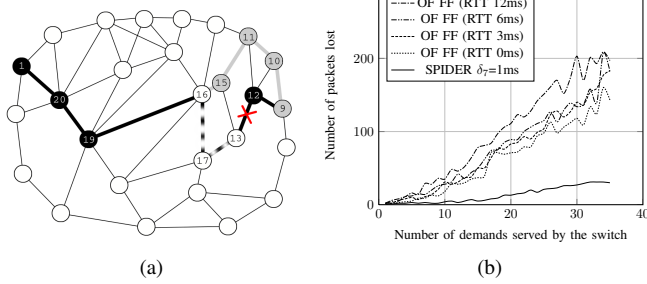 1
20
19
16
17
13
12
15
11
10
9
(a)
OF FF (RTT 12ms)
OF FF (RTT 6ms)
OF FF (RTT 3ms)
OF FF (RTT 0ms)
SPIDER δ7=1ms
Number of packets lost
200
100
0
0
10
20
30
40
Number of demands served by the switch
(b)